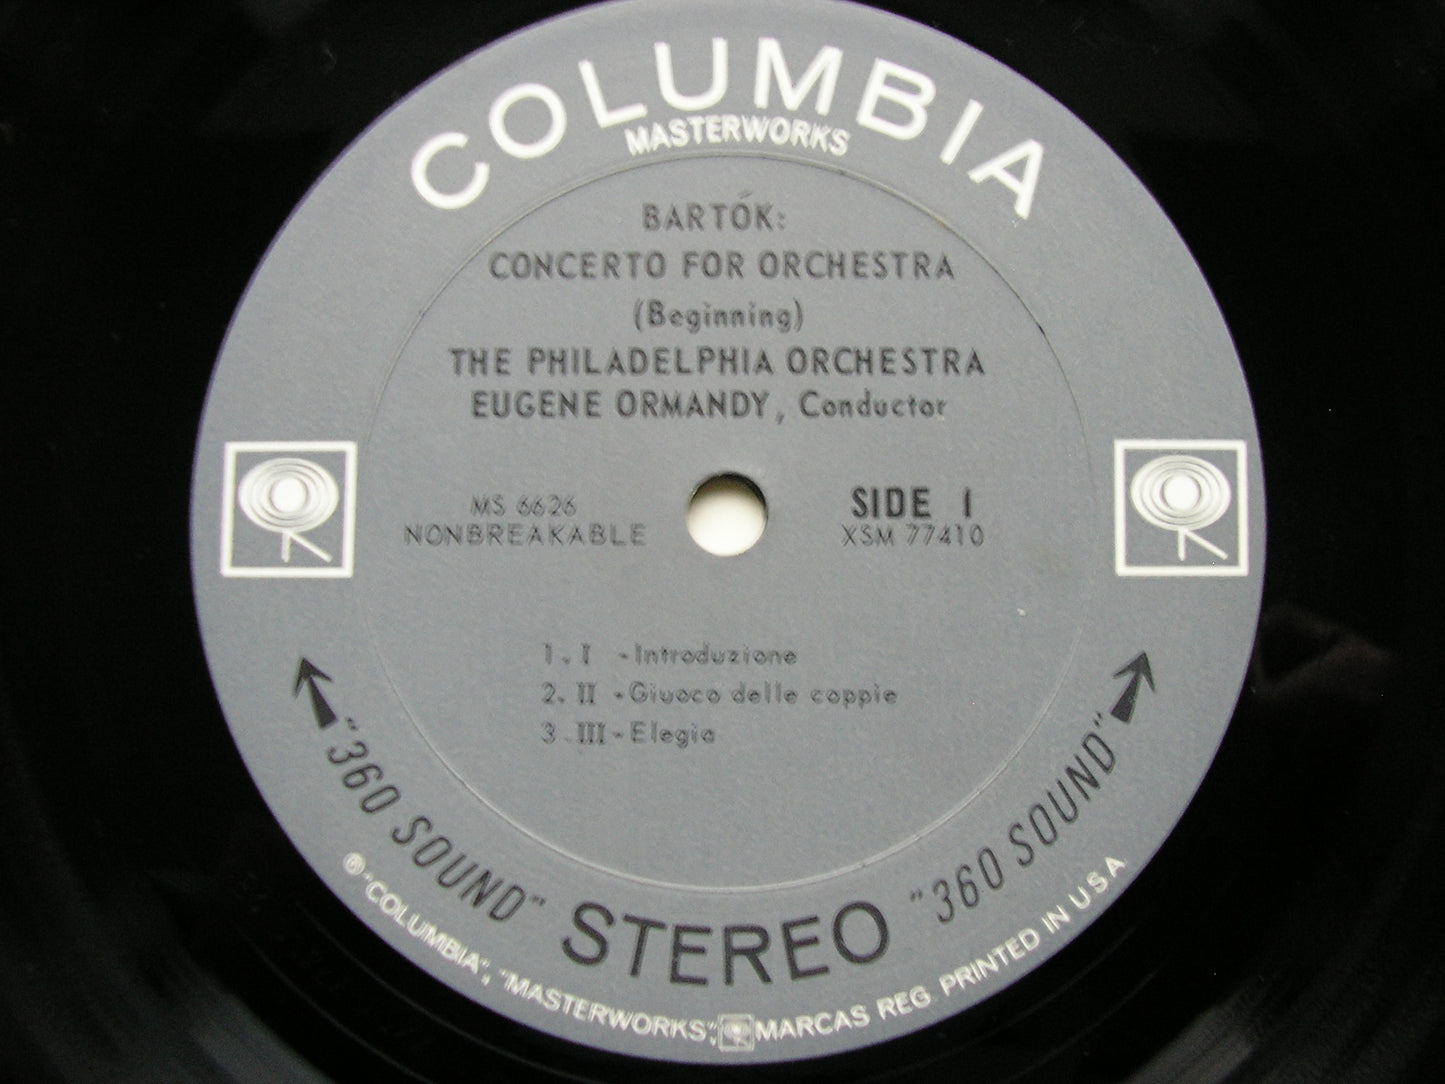 COLUMBIA
MASTERWORKS
BARTÓK:
CONCERTO FOR ORCHESTRA
(Beginning)
THE PHILADELPHIA ORCHESTRA
EUGENE ORMANDY, Conductor
MS 6626
NONBREAKABLE
SIDE 1
XSM 77410
1. I - Introduzione
2. II - Giuoco delle coppie
3. III - Elegia
"360 SOUND" STEREO "360 SOUND"
® "COLUMBIA", "MASTERWORKS", MARCAS REG. PRINTED IN U.S.A.